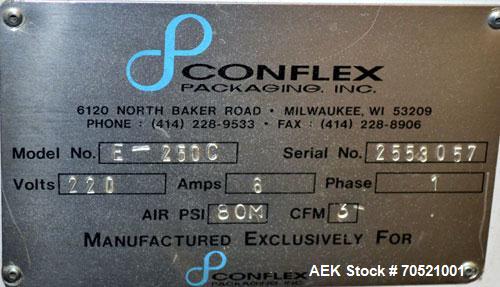 CONFLEX
PACKAGING, INC.
6120 NORTH BAKER ROAD • MILWAUKEE, WI 53209
PHONE : (414) 228-9533 • FAX : (414) 228-8906
Model No. E-250C Serial No. 2553057
Volts 220 Amps 6 Phase 1
AIR PSI 80M CFM 3
MANUFACTURED EXCLUSIVELY FOR
CONFLEX
PACKAGING, INC.
AEK Stock # 70521001